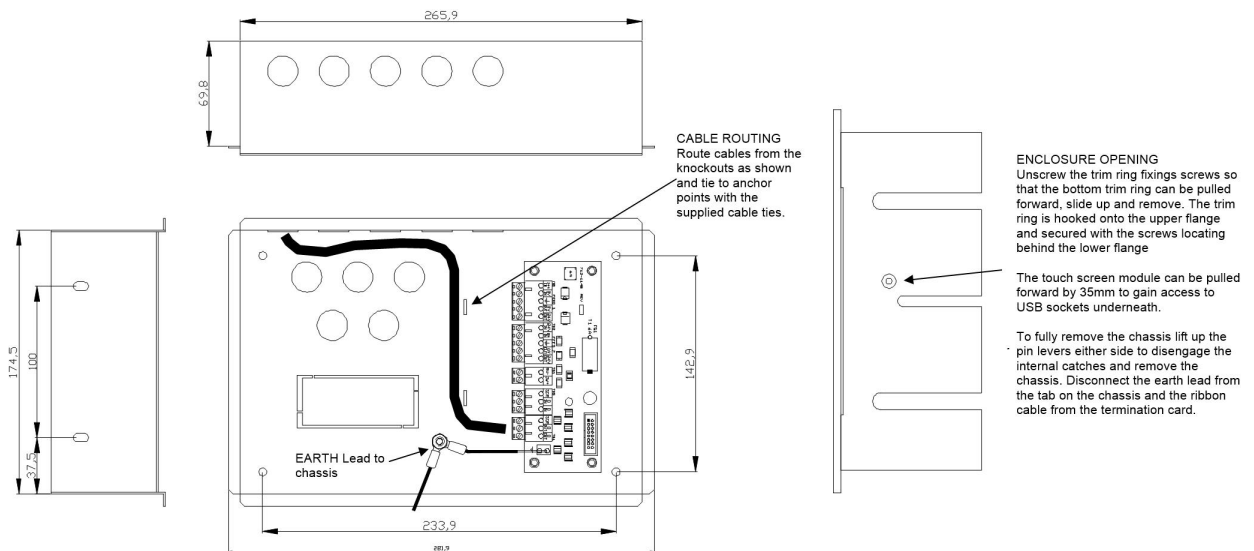 265,9
69,8
CABLE ROUTING
Route cables from the
knockouts as shown
and tie to anchor
points with the
supplied cable ties.
ENCLOSURE OPENING
Unscrew the trim ring fixings screws so
that the bottom trim ring can be pulled
forward, slide up and remove. The trim
ring is hooked onto the upper flange
and secured with the screws locating
behind the lower flange
The touch screen module can be pulled
forward by 35mm to gain access to
USB sockets underneath.
To fully remove the chassis lift up the
pin levers either side to disengage the
internal catches and remove the
chassis. Disconnect the earth lead from
the tab on the chassis and the ribbon
cable from the termination card.
174,5
100
37,5
142,9
EARTH Lead to
chassis
233,9
281,9